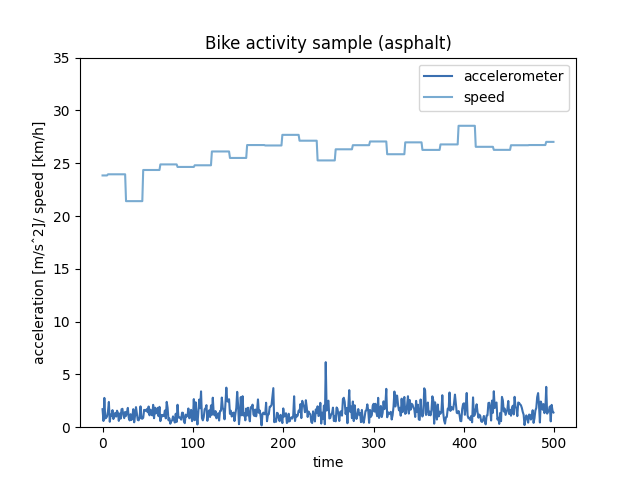 Bike activity sample (asphalt)
accelerometer
speed
35
30
25
20
15
10
5
0
acceleration [m/sˆ2]/ speed [km/h]
0 100 200 300 400 500
time